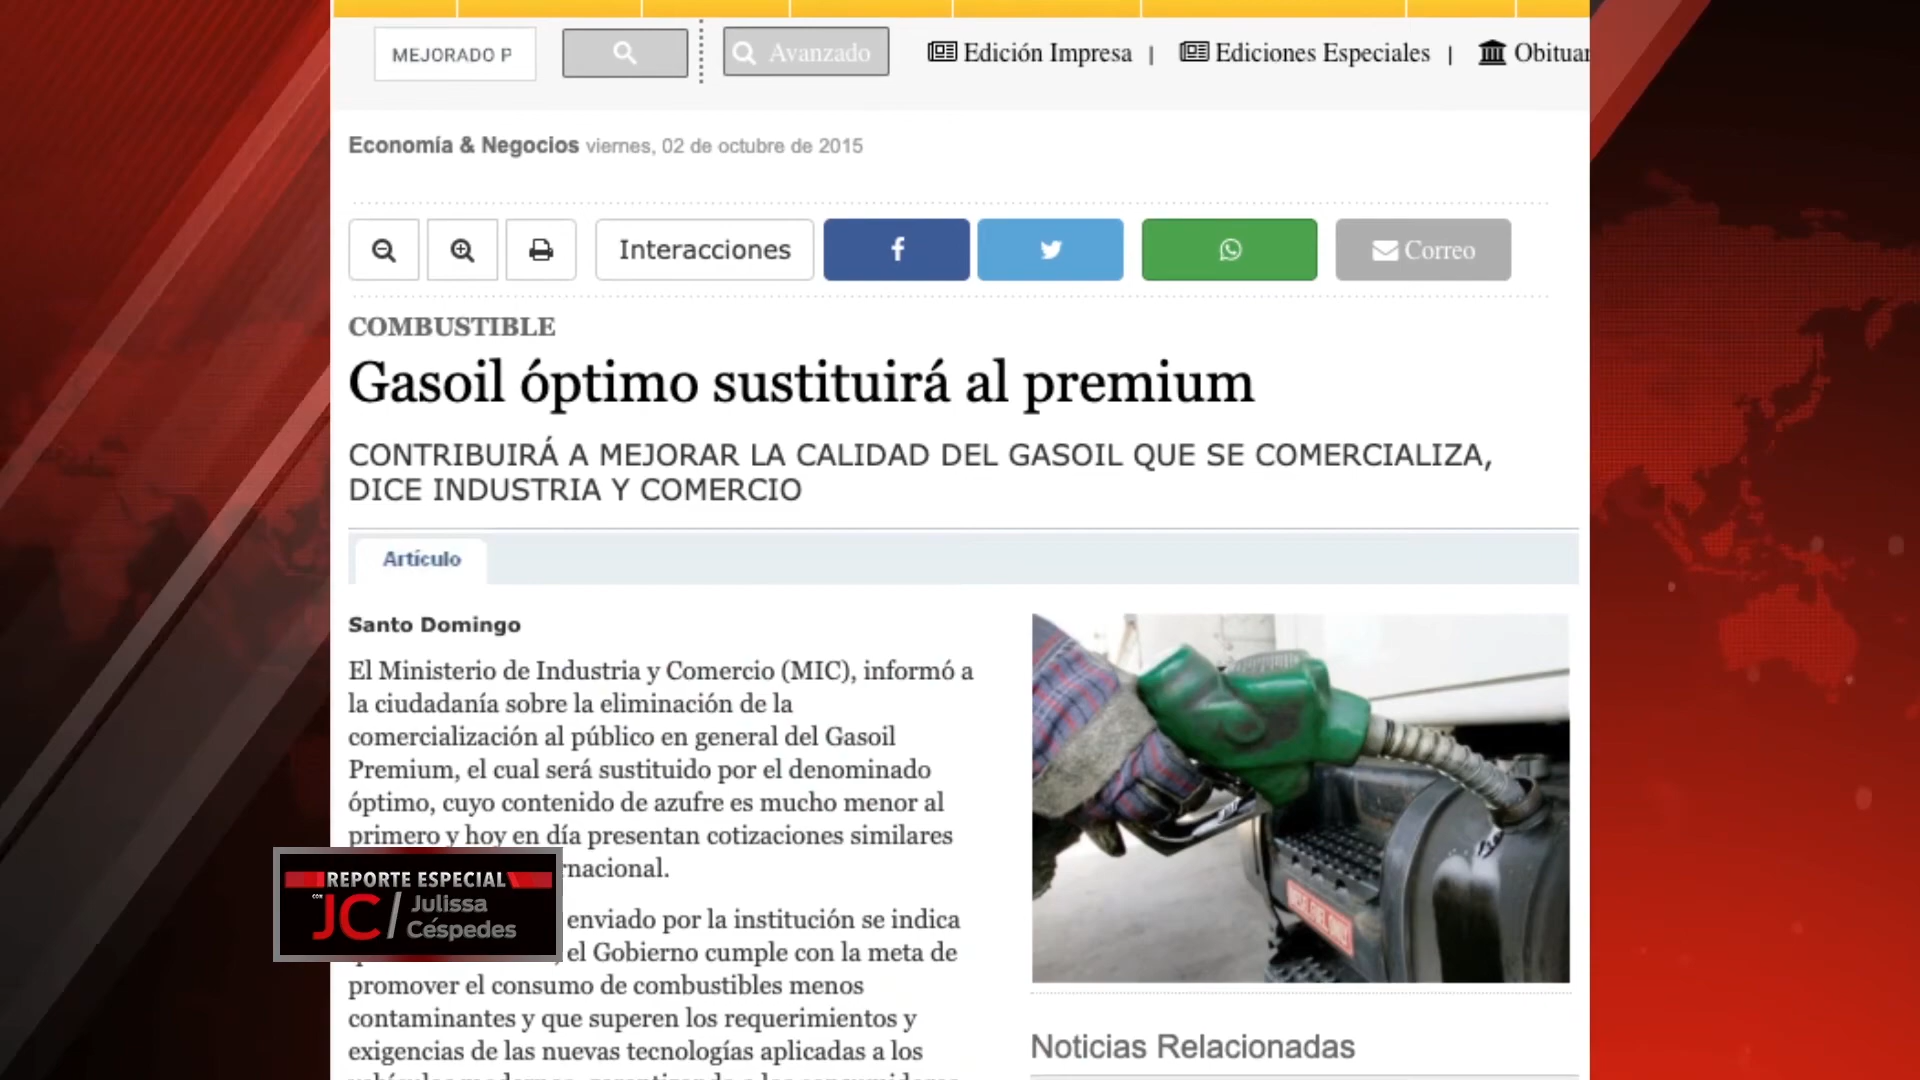 MEJORADO P
Avanzado
Edición Impresa |
Ediciones Especiales |
Obituar
Economía & Negocios viernes, 02 de octubre de 2015
Interacciones
Correo
COMBUSTIBLE
Gasoil óptimo sustituirá al premium
CONTRIBUIRÁ A MEJORAR LA CALIDAD DEL GASOIL QUE SE COMERCIALIZA,
DICE INDUSTRIA Y COMERCIO
Artículo
Santo Domingo
El Ministerio de Industria y Comercio (MIC), informó a
la ciudadanía sobre la eliminación de la
comercialización al público en general del Gasoil
Premium, el cual será sustituido por el denominado
óptimo, cuyo contenido de azufre es mucho menor al
primero y hoy en día presentan cotizaciones similares
rnacional.
enviado por la institución se indica
el Gobierno cumple con la meta de
promover el consumo de combustibles menos
contaminantes y que superen los requerimientos y
exigencias de las nuevas tecnologías aplicadas a los
REPORTE ESPECIAL
CON
JC/ Julissa
Céspedes
Noticias Relacionadas